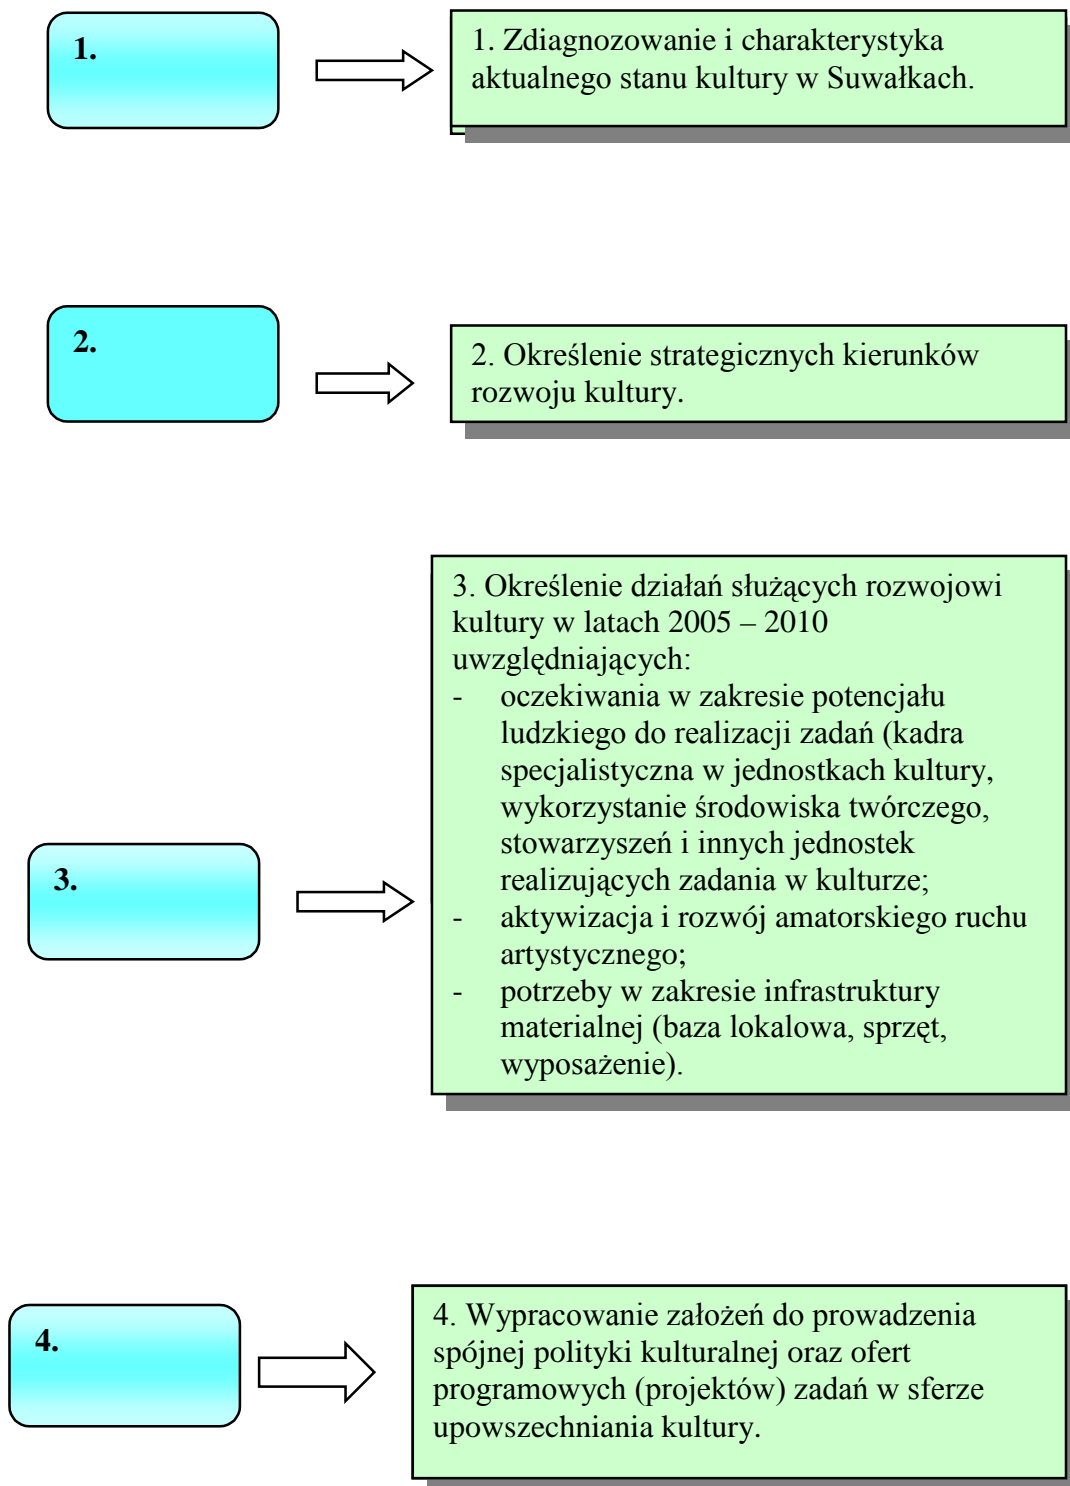 1.
1. Zdiagnozowanie i charakterystyka
aktualnego stanu kultury w Suwałkach.
2.
2. Określenie strategicznych kierunków
rozwoju kultury.
3. Określenie działań służących rozwojowi
kultury w latach 2005 – 2010
uwzględniających:
- oczekiwania w zakresie potencjału
ludzkiego do realizacji zadań (kadra
specjalistyczna w jednostkach kultury,
wykorzystanie środowiska twórczego,
stowarzyszeń i innych jednostek
realizujących zadania w kulturze;
- aktywizacja i rozwój amatorskiego ruchu
artystycznego;
- potrzeby w zakresie infrastruktury
materialnej (baza lokalowa, sprzęt,
wyposażenie).
3.
4.
4. Wypracowanie założeń do prowadzenia
spójnej polityki kulturalnej oraz ofert
programowych (projektów) zadań w sferze
upowszechniania kultury.